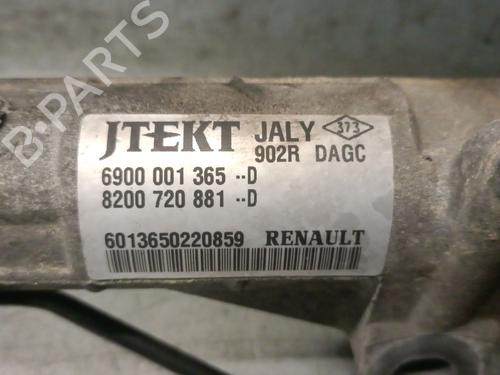 JTEKT JALY 373
902R DAGC
6900 001 365 --D
8200 720 881 --D
6013650220859 RENAULT
B-PARTS